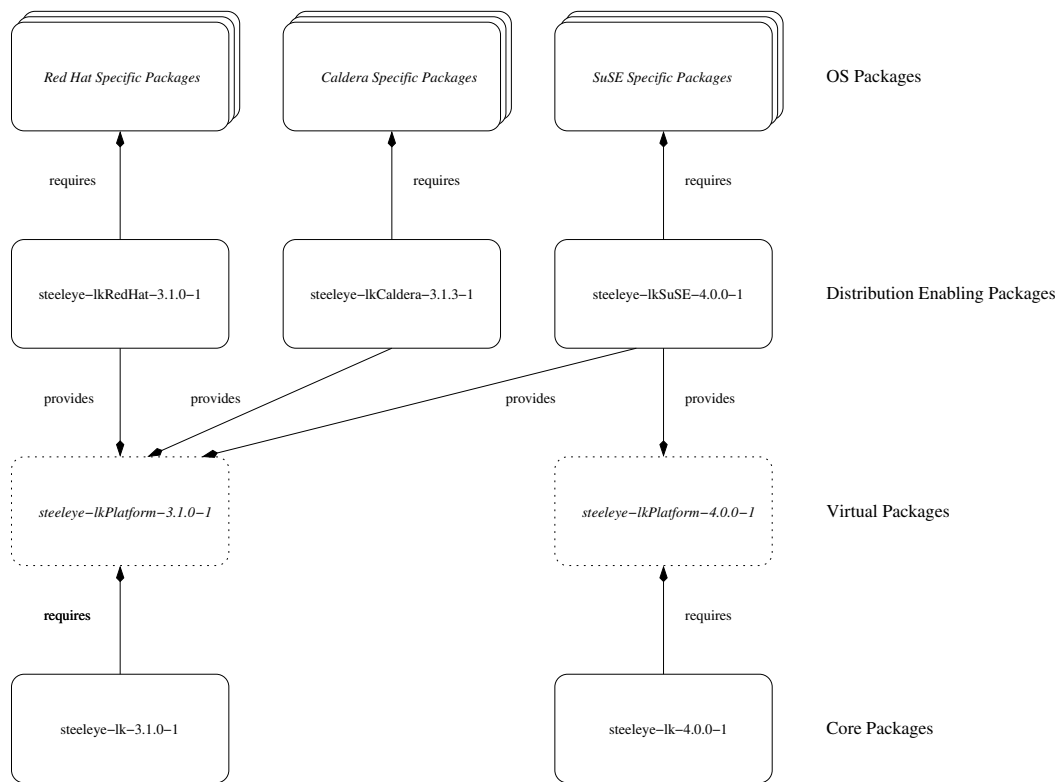 Red Hat Specific Packages
Caldera Specific Packages
SuSE Specific Packages
OS Packages
requires
requires
requires
steeleye−lkRedHat−3.1.0−1
steeleye−lkCaldera−3.1.3−1
steeleye−lkSuSE−4.0.0−1
Distribution Enabling Packages
provides
provides
provides
provides
steeleye−lkPlatform−3.1.0−1
steeleye−lkPlatform−4.0.0−1
Virtual Packages
requires
requires
steeleye−lk−3.1.0−1
steeleye−lk−4.0.0−1
Core Packages